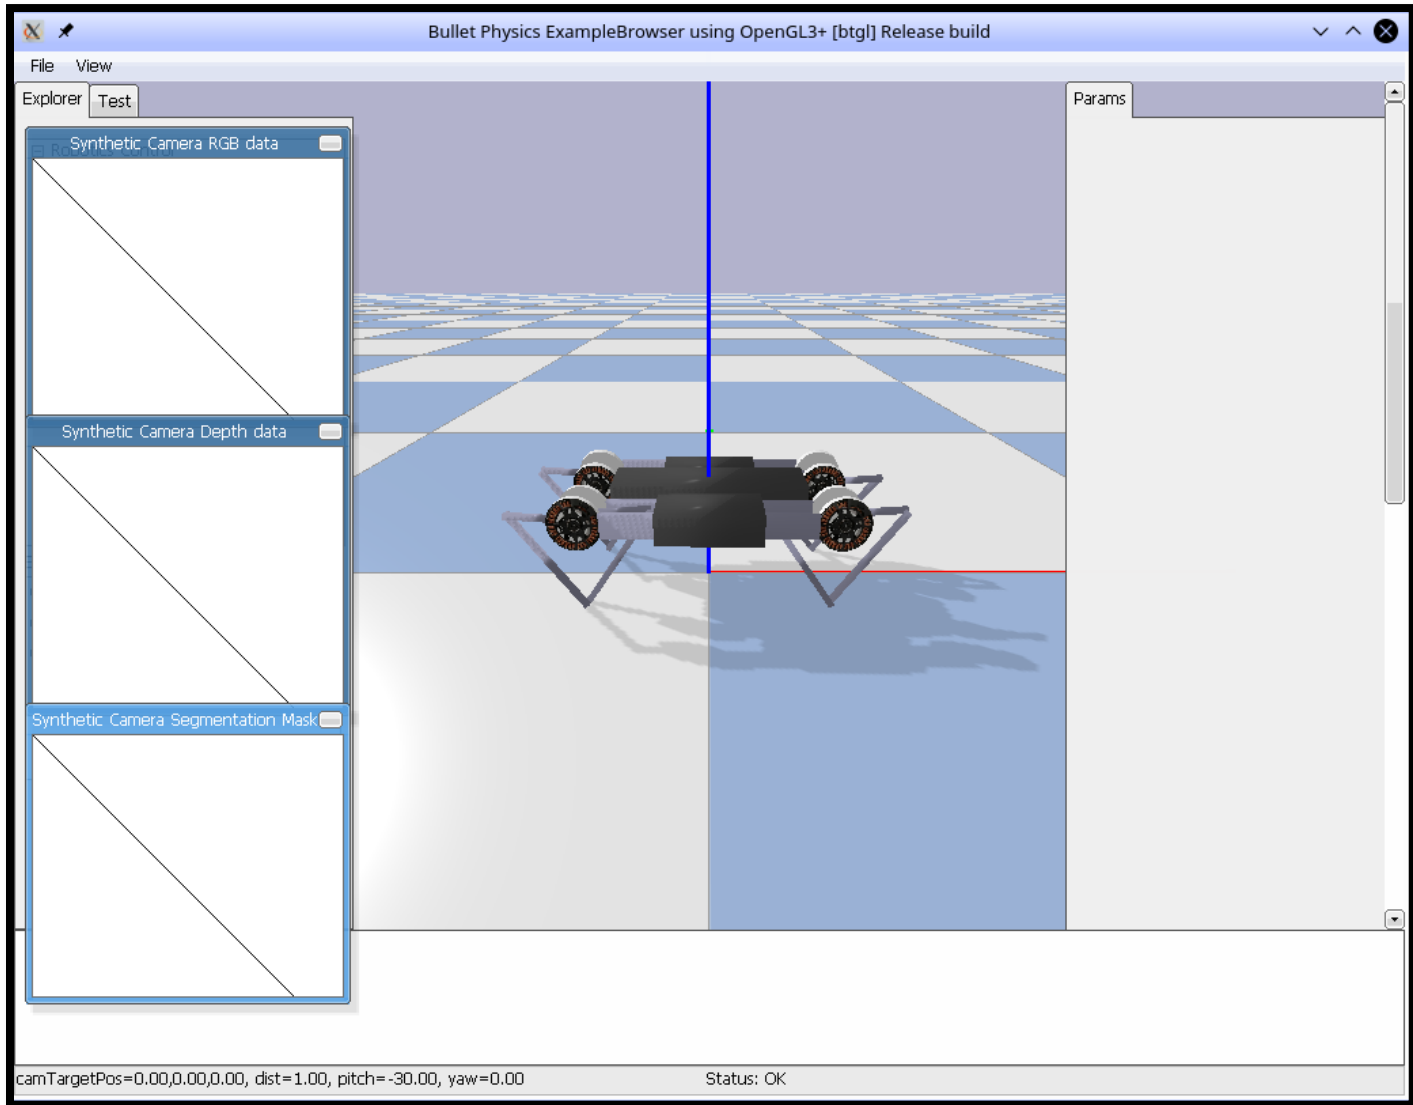 Bullet Physics ExampleBrowser using OpenGL3+ [btgl] Release build
File View
Explorer Test
Params
Synthetic Camera RGB data
Robotics Control
Synthetic Camera Depth data
Synthetic Camera Segmentation Mask
camTargetPos=0.00,0.00,0.00, dist=1.00, pitch=-30.00, yaw=0.00
Status: OK